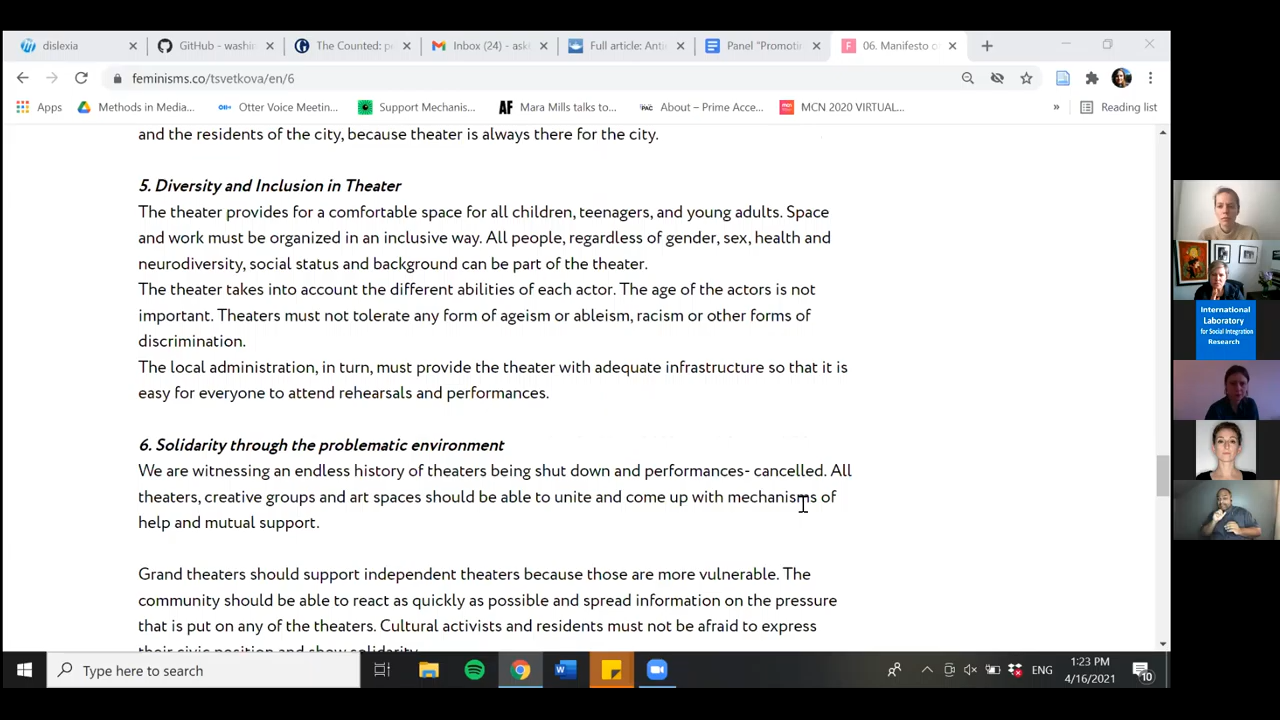 dislexia
GitHub - washin
The Counted: pe
Inbox (24) - askl
Full article: Anti
Panel "Promotin
06. Manifesto o
feminisms.co/tsvetkova/en/6
Apps
Methods in Media...
Otter Voice Meetin...
Support Mechanis...
AF
Mara Mills talks to...
PAC
About – Prime Acce...
MCN 2020 VIRTUAL...
»
Reading list
and the residents of the city, because theater is always there for the city.
5. Diversity and Inclusion in Theater
The theater provides for a comfortable space for all children, teenagers, and young adults. Space
and work must be organized in an inclusive way. All people, regardless of gender, sex, health and
neurodiversity, social status and background can be part of the theater.
The theater takes into account the different abilities of each actor. The age of the actors is not
important. Theaters must not tolerate any form of ageism or ableism, racism or other forms of
discrimination.
The local administration, in turn, must provide the theater with adequate infrastructure so that it is
easy for everyone to attend rehearsals and performances.
6. Solidarity through the problematic environment
We are witnessing an endless history of theaters being shut down and performances- cancelled. All
theaters, creative groups and art spaces should be able to unite and come up with mechanisms of
help and mutual support.
Grand theaters should support independent theaters because those are more vulnerable. The
community should be able to react as quickly as possible and spread information on the pressure
that is put on any of the theaters. Cultural activists and residents must not be afraid to express
their civic position and show solidarity.
International
Laboratory
for Social Integration
Research
Type here to search
ENG
1:23 PM
4/16/2021
10